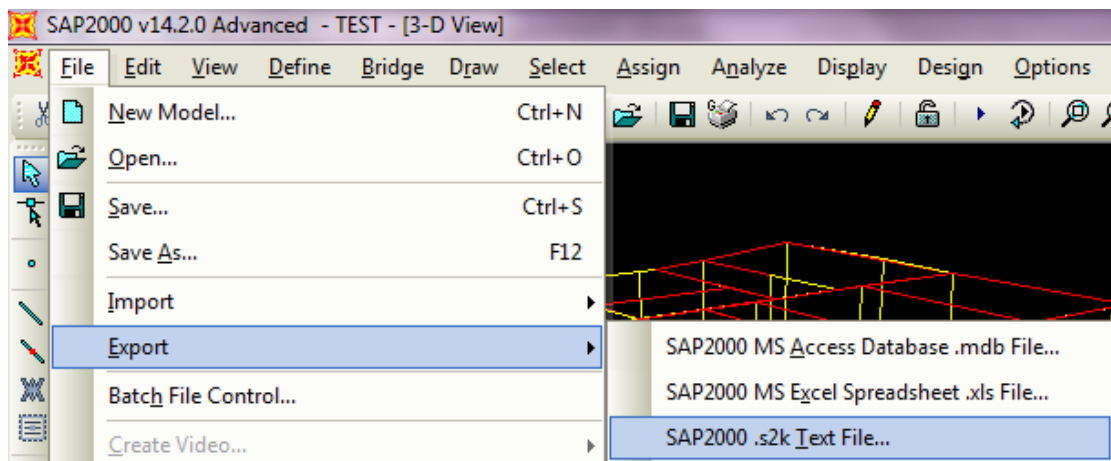 SAP2000 v14.2.0 Advanced - TEST - [3-D View]
File Edit View Define Bridge Draw Select Assign Analyze Display Design Options
New Model... Ctrl+N
Open... Ctrl+O
Save... Ctrl+S
Save As... F12
Import
Export
SAP2000 MS Access Database .mdb File...
Batch File Control...
SAP2000 MS Excel Spreadsheet .xls File...
Create Video...
SAP2000 .s2k Text File...